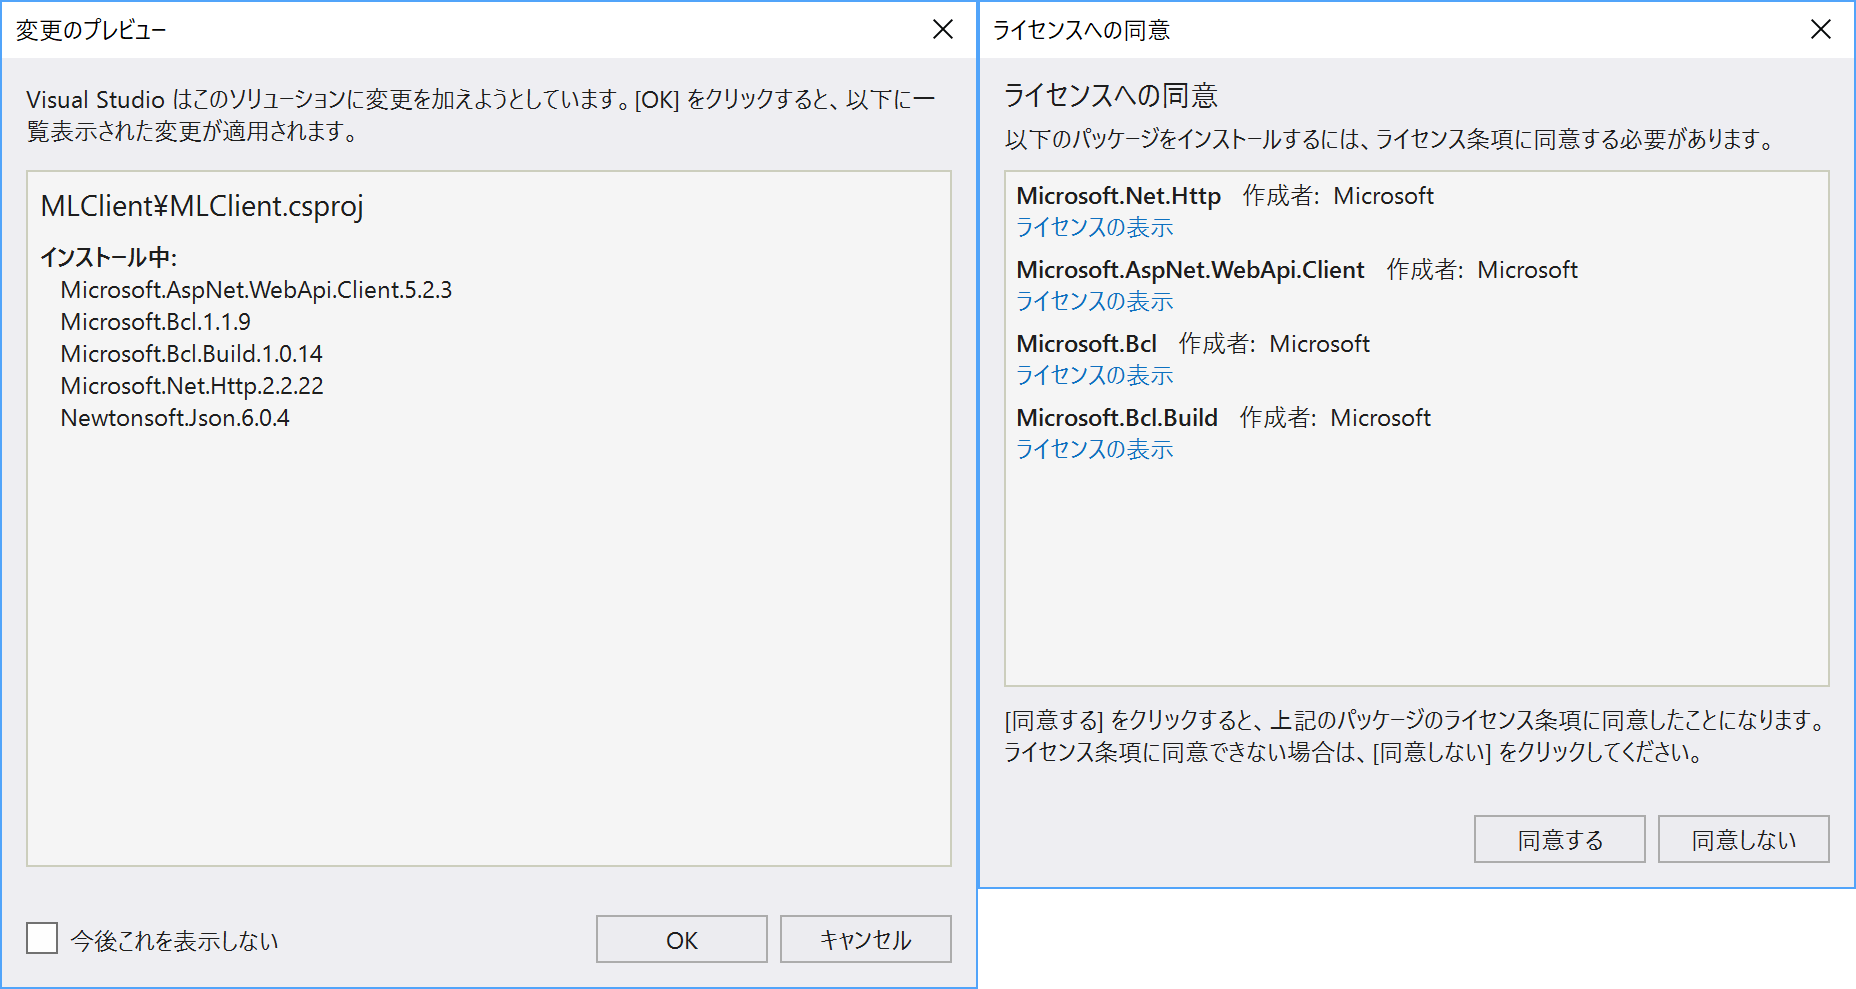 変更のプレビュー
Visual Studio はこのソリューションに変更を加えようとしています。[OK] をクリックすると、以下に一
覧表示された変更が適用されます。
MLClient¥MLClient.csproj
インストール中:
Microsoft.AspNet.WebApi.Client.5.2.3
Microsoft.Bcl.1.1.9
Microsoft.Bcl.Build.1.0.14
Microsoft.Net.Http.2.2.22
Newtonsoft.Json.6.0.4
今後これを表示しない
OK
キャンセル
ライセンスへの同意
ライセンスへの同意
以下のパッケージをインストールするには、ライセンス条項に同意する必要があります。
Microsoft.Net.Http 作成者: Microsoft
ライセンスの表示
Microsoft.AspNet.WebApi.Client 作成者: Microsoft
ライセンスの表示
Microsoft.Bcl 作成者: Microsoft
ライセンスの表示
Microsoft.Bcl.Build 作成者: Microsoft
ライセンスの表示
[同意する] をクリックすると、上記のパッケージのライセンス条項に同意したことになります。
ライセンス条項に同意できない場合は、[同意しない] をクリックしてください。
同意する
同意しない